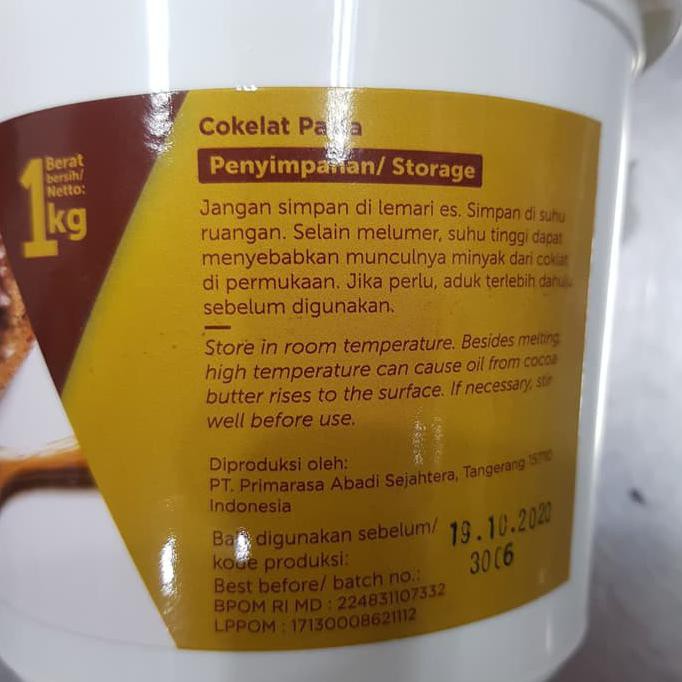 1
Berat
bersih/
Netto:
kg
Cokelat
Penyimpanan/ Storage
Jangan simpan di lemari es. Simpan di suhu
ruangan. Selain melumer, suhu tinggi dapat
menyebabkan munculnya minyak dari coklat
di permukaan. Jika perlu, aduk terlebih dahulu
sebelum digunakan.
Store in room temperature. Besides melting,
high temperature can cause oil from cocoa
butter rises to the surface. If necessary, stir
well before use.
Diproduksi oleh:
PT. Primarasa Abadi Sejahtera, Tangerang
Indonesia
Baik digunakan sebelum/
kode produksi:
19.10.2020
Best before/ batch no.:
BPOM RI MD : 224831107332
LPPOM : 17130008621112